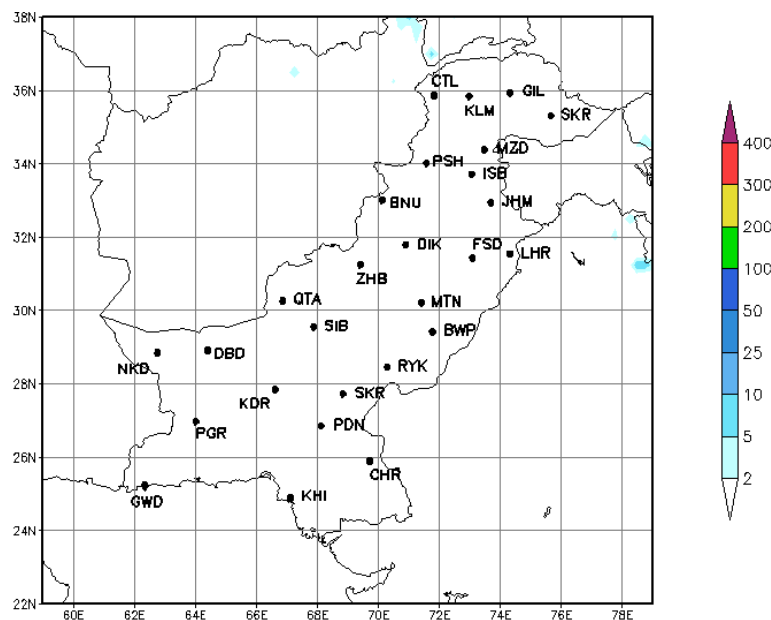 38N
36N
34N
32N
30N
28N
26N
24N
22N
60E 62E 64E 66E 68E 70E 72E 74E 76E 78E
CTL
GIL
KLM
SKR
MZD
PSH
ISB
BNU
JHM
DIK
FSD
LHR
ZHB
QTA
MTN
SIB
BWP
DBD
NKD
RYK
KDR
SKR
PGR
PDN
CHR
GWD
KHI
400
300
200
100
50
25
10
5
2